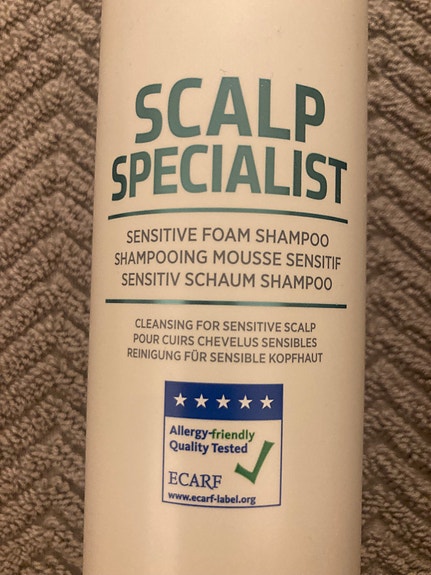 SCALP
SPECIALIST
SENSITIVE FOAM SHAMPOO
SHAMPOOING MOUSSE SENSITIF
SENSITIV SCHAUM SHAMPOO
CLEANSING FOR SENSITIVE SCALP
POUR CUIRS CHEVELUS SENSIBLES
REINIGUNG FÜR SENSIBLE KOPFHAUT
Allergy-friendly
Quality Tested
ECARF
www.ecarf-label.org